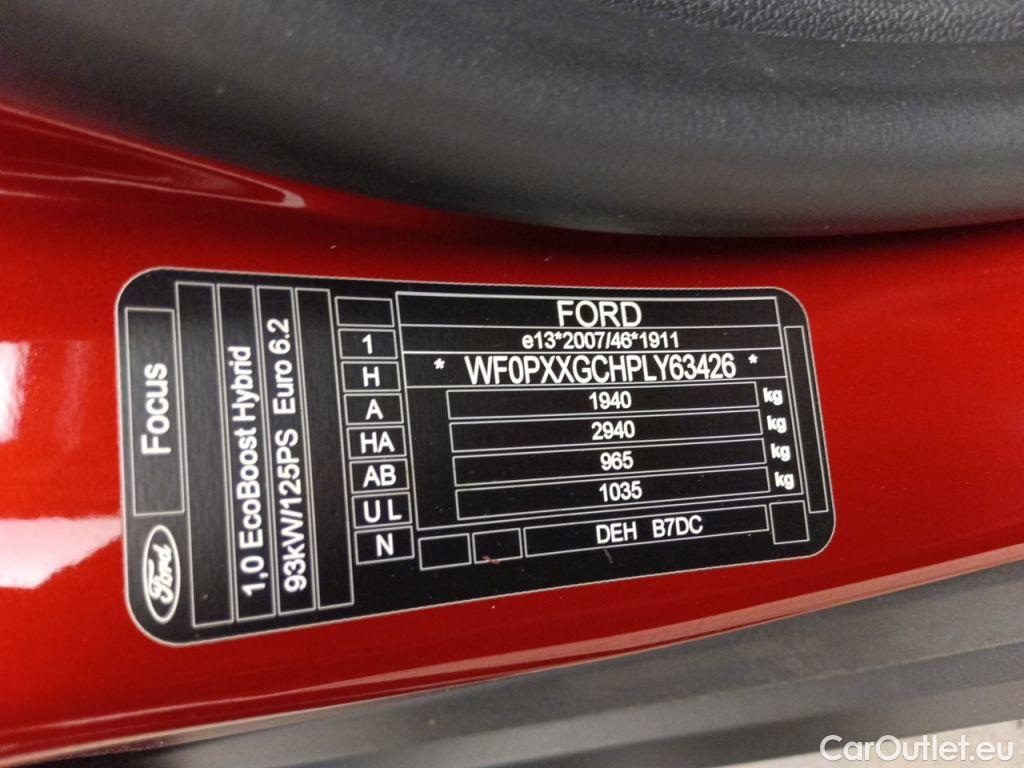 Focus
Ford
1,0 EcoBoost Hybrid
93kW/125PS Euro 6.2
1
H
A
HA
AB
U L
N
FORD
e13*2007/46*1911
* WF0PXXGCHPLY63426 *
1940 kg
2940 kg
965 kg
1035 kg
DEH B7DC
CarOutlet.eu